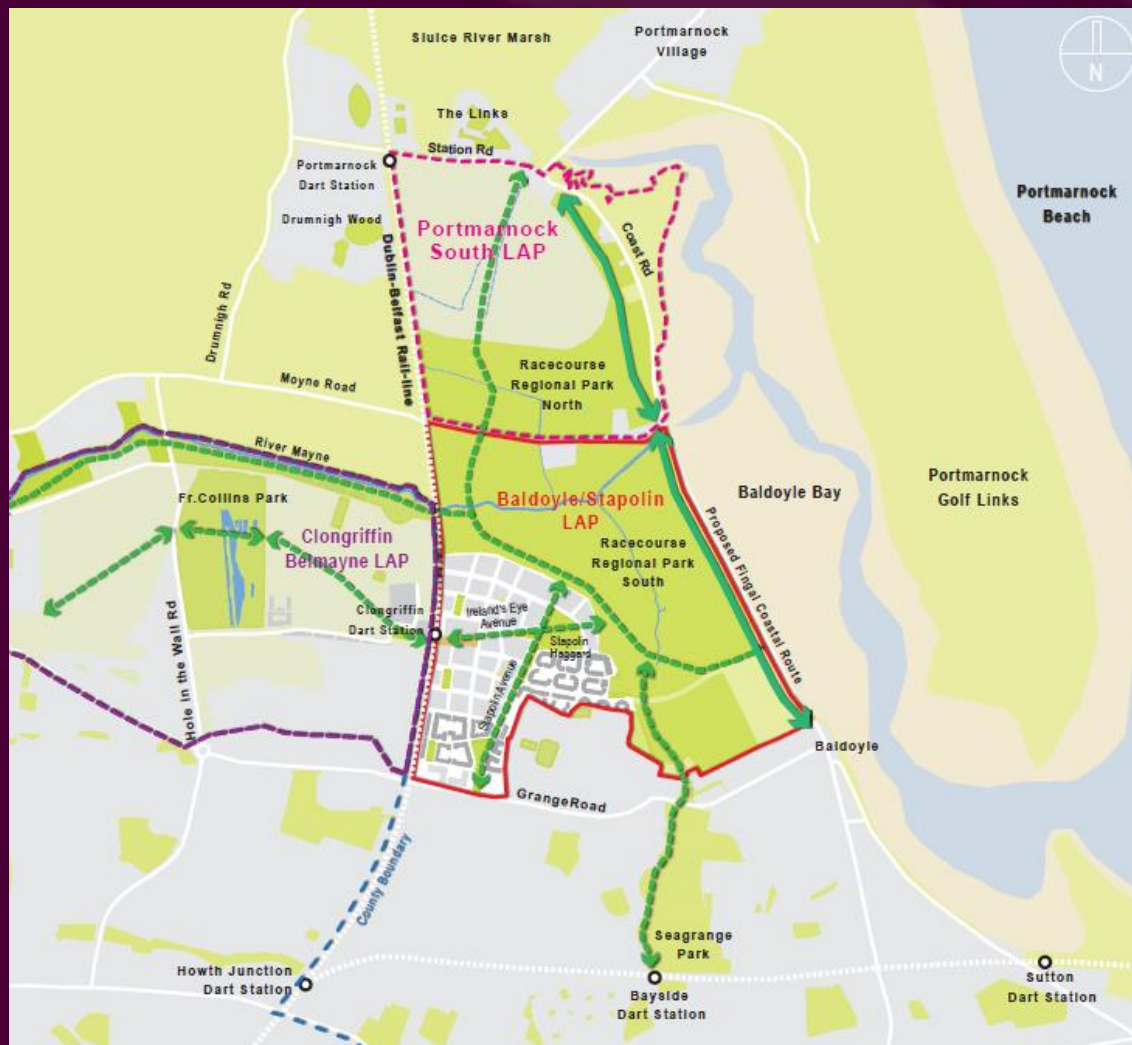 Sluice River Marsh
Portmarnock
Village
N
The Links
Station Rd
Portmarnock
Dart Station
Drumnigh Wood
Portmarnock
South LAP
Coast Rd
Portmarnock
Beach
Dublin-Belfast Rail-line
Drumnigh Rd
Moyne Road
Racecourse
Regional Park
North
River Mayne
Fr.Collins Park
Clongriffin
Belmayne LAP
Baldoyle/Stapolin
LAP
Baldoyle Bay
Portmarnock
Golf Links
Racecourse
Regional Park
South
Proposed Fingal Coastal Route
Clongriffin
Dart Station
Ireland's Eye
Avenue
Stapolin
Haggard
Stapolin Avenue
Hole in the Wall Rd
Baldoyle
GrangeRoad
County Boundary
Seagrange
Park
Howth Junction
Dart Station
Bayside
Dart Station
Sutton
Dart Station